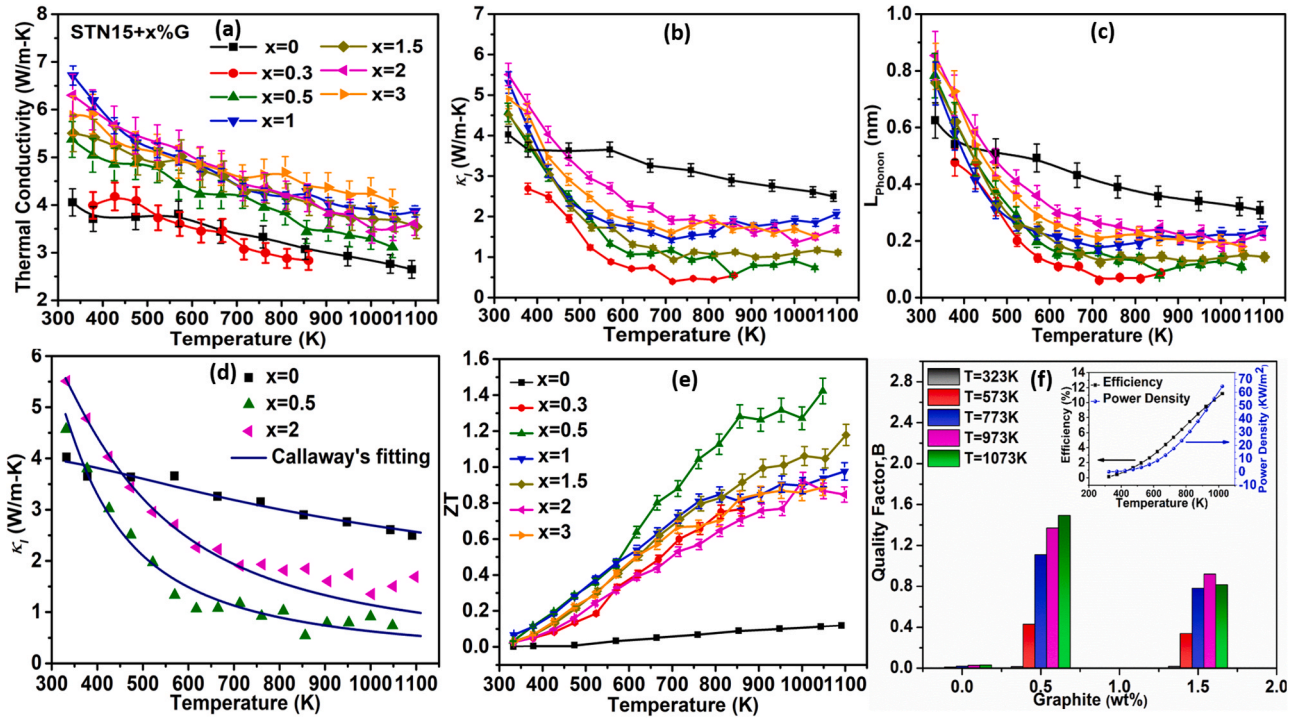 (a)
STN15+x%G
x=0
x=0.3
x=0.5
x=1
x=1.5
x=2
x=3
Thermal Conductivity (W/m-K)
8
7
6
5
4
3
2
300 400 500 600 700 800 900 1000 1100
Temperature (K)
(b)
κl (W/m-K)
7
6
5
4
3
2
1
0
300 400 500 600 700 800 900 1000 1100
Temperature (K)
(c)
LPhonon (nm)
1.0
0.8
0.6
0.4
0.2
0.0
300 400 500 600 700 800 900 1000 1100
Temperature (K)
(d)
x=0
x=0.5
x=2
Callaway's fitting
κl (W/m-K)
6
5
4
3
2
1
0
300 400 500 600 700 800 900 1000 1100
Temperature (K)
(e)
x=0
x=0.3
x=0.5
x=1
x=1.5
x=2
x=3
ZT
1.6
1.4
1.2
1.0
0.8
0.6
0.4
0.2
0.0
300 400 500 600 700 800 900 1000 1100
Temperature (K)
(f)
T=323K
T=573K
T=773K
T=973K
T=1073K
Quality Factor,B
2.8
2.4
2.0
1.6
1.2
0.8
0.4
0.0
0.0 0.5 1.0 1.5 2.0
Graphite (wt%)
Efficiency
Power Density
Efficiency (%)
14
12
10
8
6
4
2
0
200 400 600 800 1000
Temperature (K)
Power Density (KW/m2)
70
60
50
40
30
20
10
0
-10